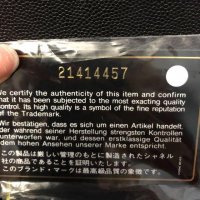 21414457
We certify the authenticity of this item and confirm
that it has been subjected to the most exacting quality
control. Its high quality is a symbol of the fine reputation
of the Trademark.
Wir bestätigen, dass es sich um einen Artikel handelt,
der während seiner Herstellung strengsten Kontrollen
unterworfen war, und dessen erstklassige Qualität
dem hohen Ansehen unserer Marke entspricht.
この製品は厳しい管理のもとに製造されたシャネル
社の商品であることを証明いたします。
このブランド・マークは最高級品質の象徴です。